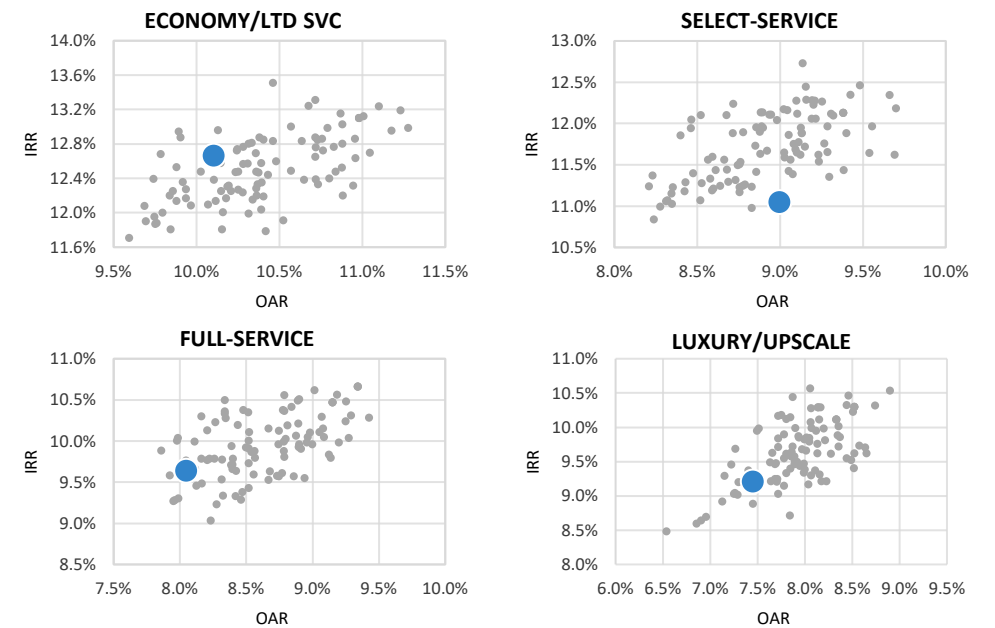 ECONOMY/LTD SVC
14.0%
13.6%
13.2%
12.8%
12.4%
12.0%
11.6%
IRR
9.5% 10.0% 10.5% 11.0% 11.5%
OAR
SELECT-SERVICE
13.0%
12.5%
12.0%
11.5%
11.0%
10.5%
IRR
8.0% 8.5% 9.0% 9.5% 10.0%
OAR
FULL-SERVICE
11.0%
10.5%
10.0%
9.5%
9.0%
8.5%
IRR
7.5% 8.0% 8.5% 9.0% 9.5% 10.0%
OAR
LUXURY/UPSCALE
11.0%
10.5%
10.0%
9.5%
9.0%
8.5%
8.0%
IRR
6.0% 6.5% 7.0% 7.5% 8.0% 8.5% 9.0% 9.5%
OAR